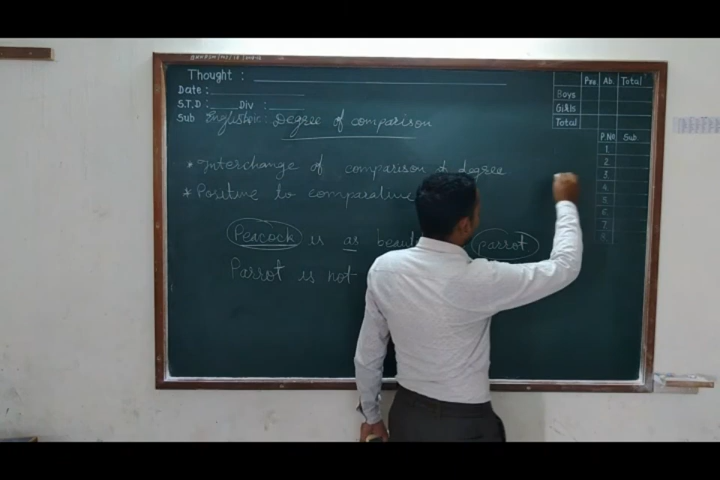 Thought :
Date :
S.T.D : Div :
Sub English : Degree of comparison
* Interchange of comparison of degree
* Positive to comparative
Peacock is as parrot
Parrot is not
Pre Ab. Total
Boys
Girls
Total
P.No Sub
1.
2
3.
4.
5.
6.
7.
8.